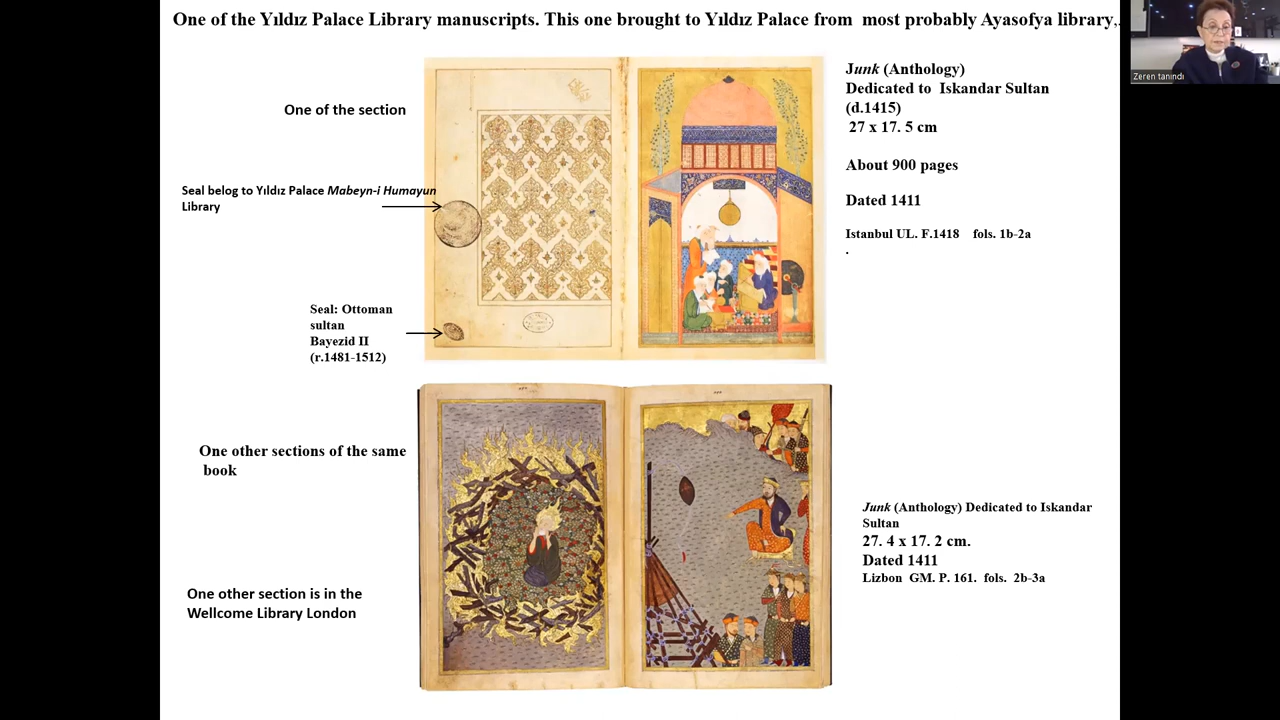 One of the Yıldız Palace Library manuscripts. This one brought to Yıldız Palace from  most probably Ayasofya library,.
Zeren tanındı
One of the section
Seal belog to Yıldız Palace Mabeyn-i Humayun
Library
Seal: Ottoman
sultan
Bayezid II
(r.1481-1512)
Junk (Anthology)
Dedicated to  Iskandar Sultan
(d.1415)
27 x 17. 5 cm
About 900 pages
Dated 1411
Istanbul UL. F.1418    fols. 1b-2a
.
One other sections of the same
book
One other section is in the
Wellcome Library London
Junk (Anthology) Dedicated to Iskandar
Sultan
27. 4 x 17. 2 cm.
Dated 1411
Lizbon  GM. P. 161.  fols.  2b-3a